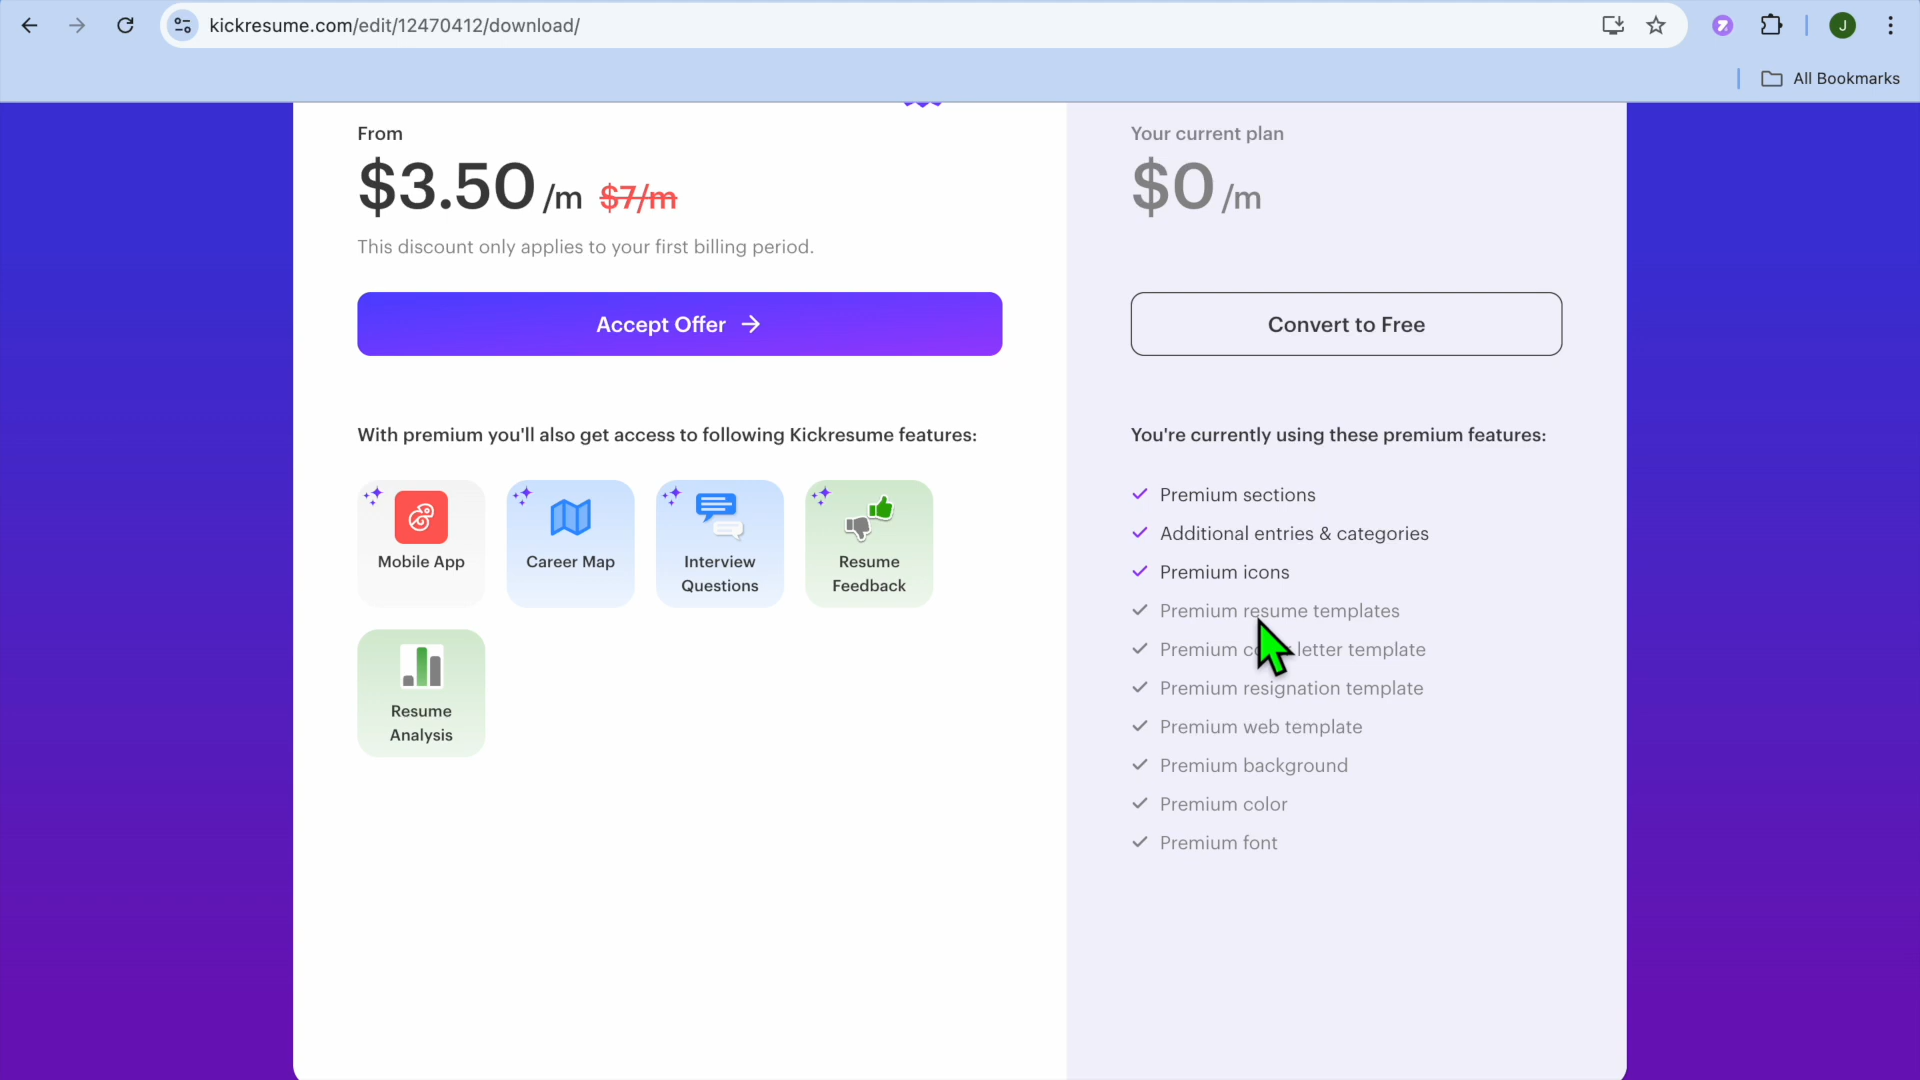 kickresume.com/edit/12470412/download/
J
All Bookmarks
From
$3.50 /m $7/m
This discount only applies to your first billing period.
Accept Offer
With premium you'll also get access to following Kickresume features:
Mobile App
Career Map
Interview
Questions
Resume
Feedback
Resume
Analysis
Your current plan
$0 /m
Convert to Free
You're currently using these premium features:
Premium sections
Additional entries & categories
Premium icons
Premium resume templates
Premium letter template
Premium resignation template
Premium web template
Premium background
Premium color
Premium font